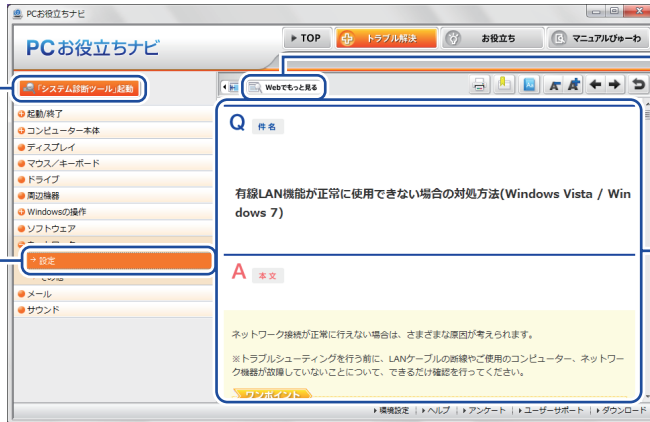 PCお役立ちナビ
PCお役立ちナビ
TOP
トラブル解決
お役立ち
マニュアルびゅーわ
「システム診断ツール」起動
Webでもっと見る
起動/終了
コンピューター本体
ディスプレイ
マウス/キーボード
ドライブ
周辺機器
Windowsの操作
ソフトウェア
設定
メール
サウンド
Q 件名
有線LAN機能が正常に使用できない場合の対処方法(Windows Vista / Win
dows 7)
A 本文
ネットワーク接続が正常に行えない場合は、さまざまな原因が考えられます。
※トラブルシューティングを行う前に、LANケーブルの断線やご使用のコンピューター、ネットワー
ク機器が故障していないことについて、できるだけ確認を行ってください。
ワンポイント
環境設定 | ヘルプ | アンケート | ユーザーサポート | ダウンロード